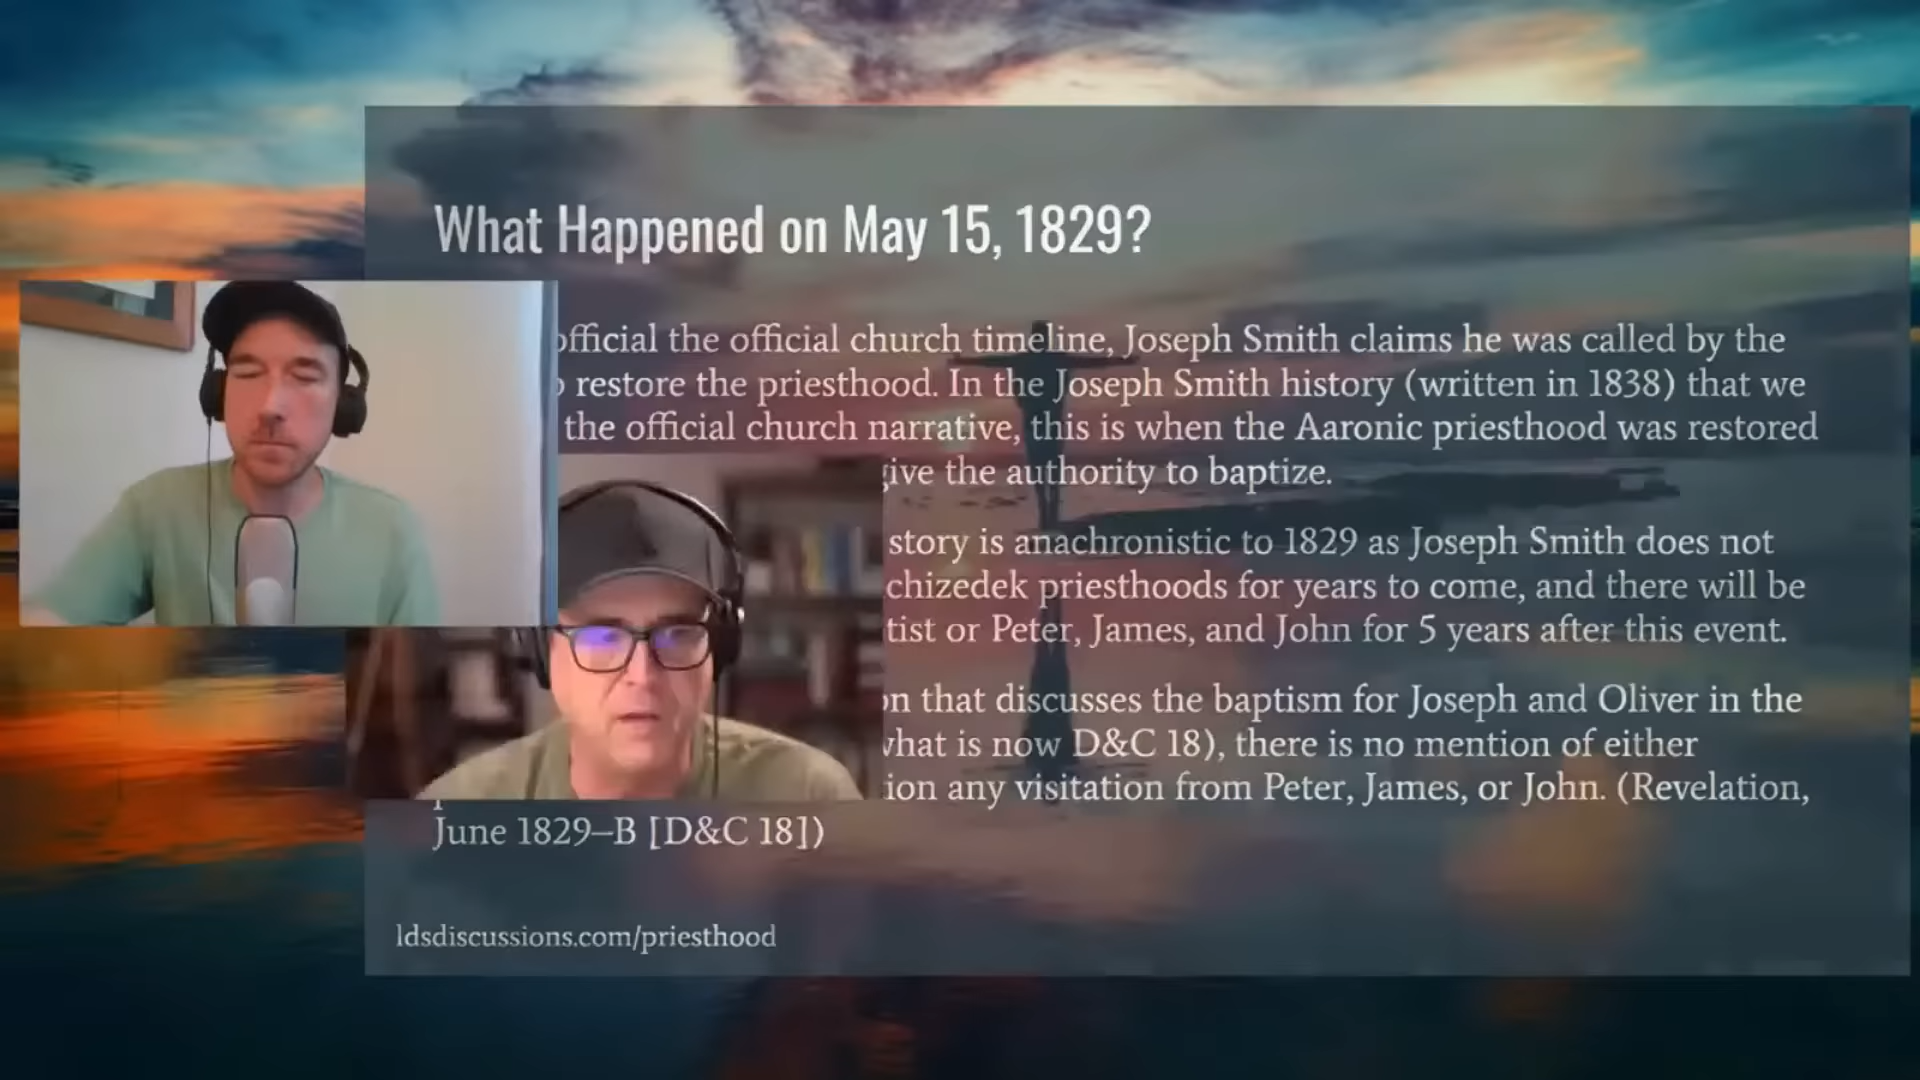 What Happened on May 15, 1829?
official the official church timeline, Joseph Smith claims he was called by the
restore the priesthood. In the Joseph Smith history (written in 1838) that we
the official church narrative, this is when the Aaronic priesthood was restored
give the authority to baptize.
story is anachronistic to 1829 as Joseph Smith does not
chizedek priesthoods for years to come, and there will be
tist or Peter, James, and John for 5 years after this event.
on that discusses the baptism for Joseph and Oliver in the
what is now D&C 18), there is no mention of either
ion any visitation from Peter, James, or John. (Revelation,
June 1829–B [D&C 18])
ldsdiscussions.com/priesthood